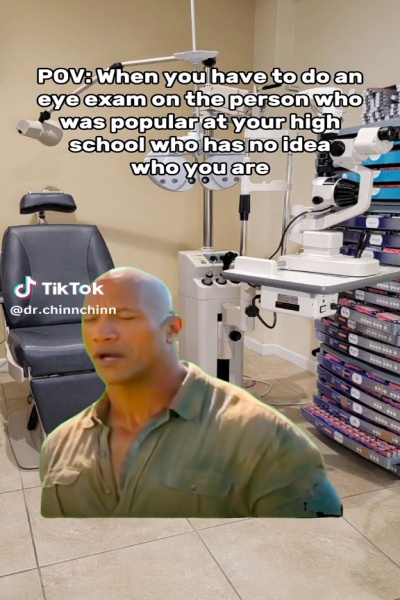 POV: When you have to do an
eye exam on the person who
was popular at your high
school who has no idea
who you are
TikTok
@dr.chinnchinn